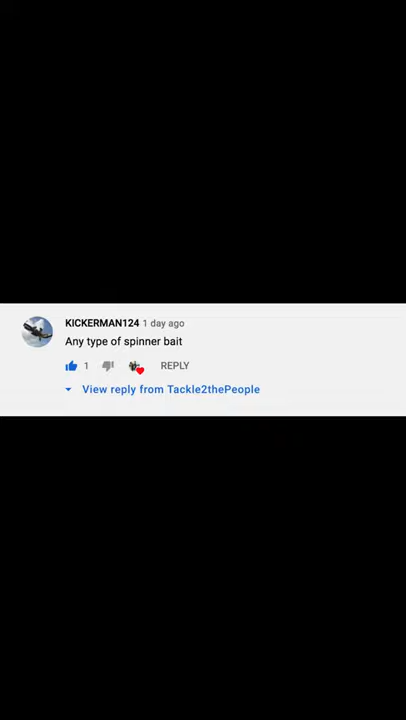 KICKERMAN124 1 day ago
Any type of spinner bait
1 REPLY
View reply from Tackle2thePeople